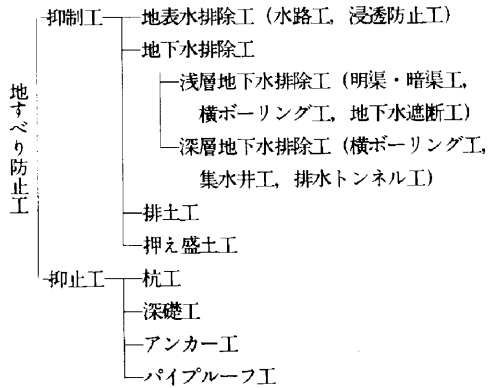 抑制工
地表水排除工（水路工，浸透防止工）
地下水排除工
浅層地下水排除工（明渠・暗渠工，
横ボーリング工，地下水遮断工）
深層地下水排除工（横ボーリング工，
集水井工，排水トンネル工）
排土工
押え盛土工
地すべり防止工
抑止工
杭工
深礎工
アンカー工
パイプルーフ工